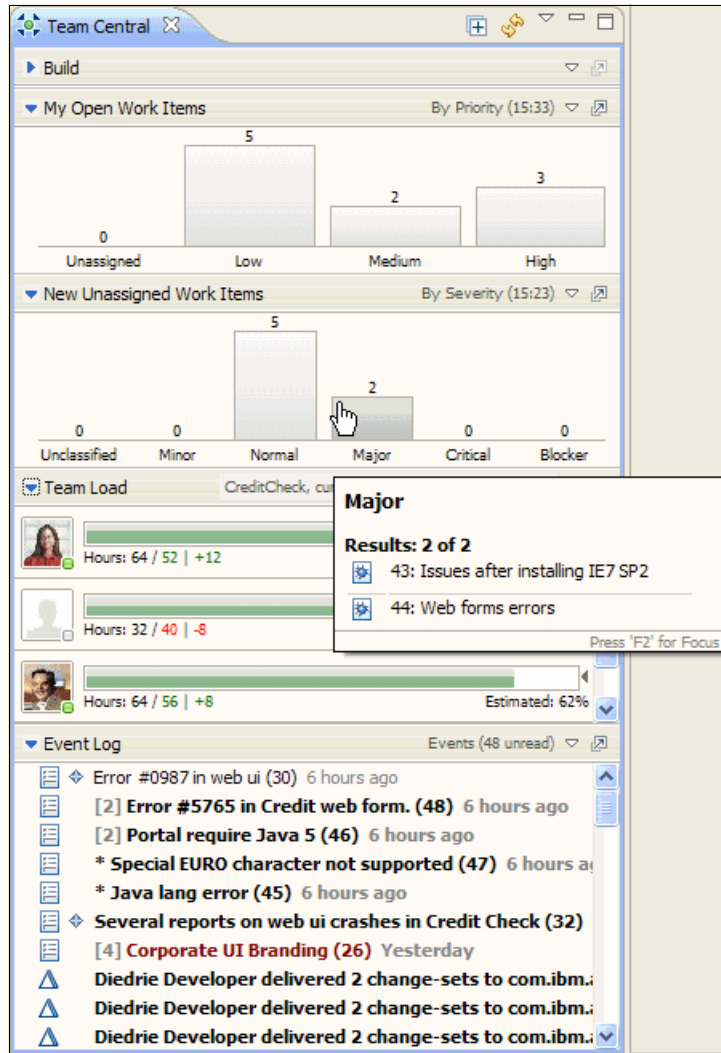 Team Central
Build
My Open Work Items By Priority (15:33)
5
3
2
0
Unassigned Low Medium High
New Unassigned Work Items By Severity (15:23)
5
2
0 0 0 0
Unclassified Minor Normal Major Critical Blocker
Team Load CreditCheck,
Major
Results: 2 of 2
43: Issues after installing IE7 SP2
44: Web forms errors
Press 'F2' for Focus
Hours: 64 / 52 | +12
Hours: 32 / 40 | -8
Hours: 64 / 56 | +8 Estimated: 62%
Event Log Events (48 unread)
Error #0987 in web ui (30) 6 hours ago
[2] Error #5765 in Credit web form. (48) 6 hours ago
[2] Portal require Java 5 (46) 6 hours ago
* Special EURO character not supported (47) 6 hours
* Java lang error (45) 6 hours ago
Several reports on web ui crashes in Credit Check (32)
[4] Corporate UI Branding (26) Yesterday
Diedrie Developer delivered 2 change-sets to com.ibm.
Diedrie Developer delivered 2 change-sets to com.ibm.
Diedrie Developer delivered 2 change-sets to com.ibm.